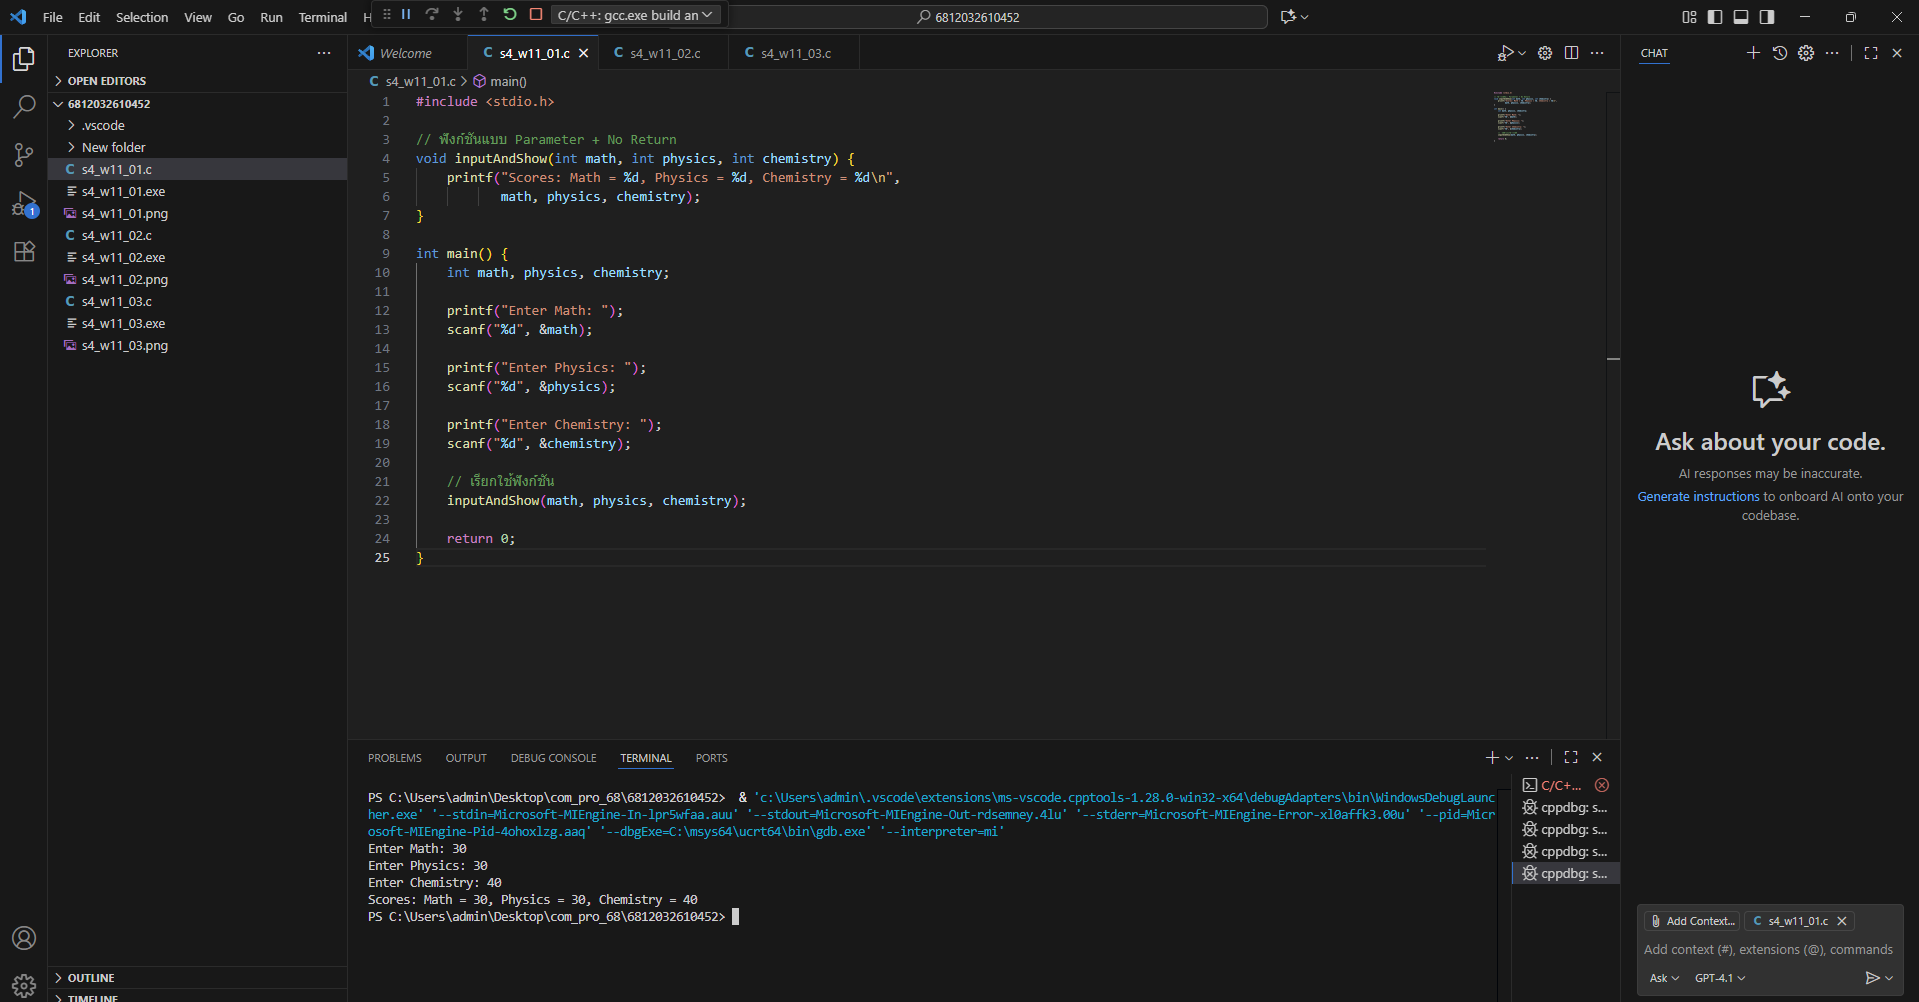 File Edit Selection View Go Run Terminal H
C/C++: gcc.exe build an
6812032610452
EXPLORER
OPEN EDITORS
6812032610452
.vscode
New folder
s4_w11_01.c
s4_w11_01.exe
s4_w11_01.png
s4_w11_02.c
s4_w11_02.exe
s4_w11_02.png
s4_w11_03.c
s4_w11_03.exe
s4_w11_03.png
OUTLINE
TIMELINE
1
Welcome
C s4_w11_01.c
C s4_w11_02.c
C s4_w11_03.c
C s4_w11_01.c > main()
1 #include <stdio.h>
2
3 // ฟังก์ชันแบบ Parameter + No Return
4 void inputAndShow(int math, int physics, int chemistry) {
5 printf("Scores: Math = %d, Physics = %d, Chemistry = %d\n",
6 math, physics, chemistry);
7 }
8
9 int main() {
10 int math, physics, chemistry;
11
12 printf("Enter Math: ");
13 scanf("%d", &math);
14
15 printf("Enter Physics: ");
16 scanf("%d", &physics);
17
18 printf("Enter Chemistry: ");
19 scanf("%d", &chemistry);
20
21 // เรียกใช้ฟังก์ชัน
22 inputAndShow(math, physics, chemistry);
23
24 return 0;
25 }
PROBLEMS OUTPUT DEBUG CONSOLE TERMINAL PORTS
PS C:\Users\admin\Desktop\com_pro_68\6812032610452> & 'c:\Users\admin\.vscode\extensions\ms-vscode.cpptools-1.28.0-win32-x64\debugAdapters\bin\WindowsDebugLaunc
her.exe' '--stdin=Microsoft-MIEngine-In-lpr5wfaa.auu' '--stdout=Microsoft-MIEngine-Out-rdsemney.4lu' '--stderr=Microsoft-MIEngine-Error-xl0affk3.00u' '--pid=Micr
osoft-MIEngine-Pid-4ohoxlzg.aaq' '--dbgExe=C:\msys64\ucrt64\bin\gdb.exe' '--interpreter=mi'
Enter Math: 30
Enter Physics: 30
Enter Chemistry: 40
Scores: Math = 30, Physics = 30, Chemistry = 40
PS C:\Users\admin\Desktop\com_pro_68\6812032610452>
C/C+...
cppdbg: s...
cppdbg: s...
cppdbg: s...
cppdbg: s...
CHAT
Ask about your code.
AI responses may be inaccurate.
Generate instructions to onboard AI onto your
codebase.
Add Context...
C s4_w11_01.c
Add context (#), extensions (@), commands
Ask
GPT-4.1